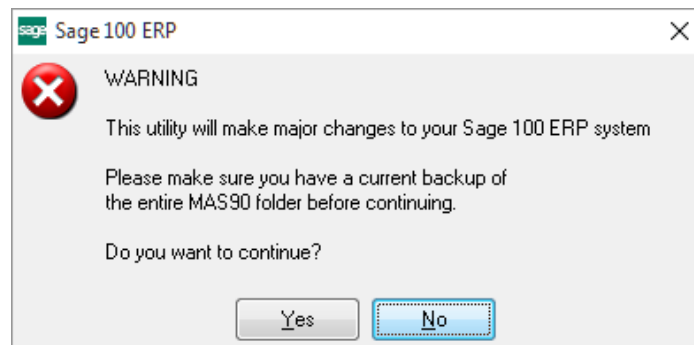 sage Sage 100 ERP
WARNING
This utility will make major changes to your Sage 100 ERP system
Please make sure you have a current backup of
the entire MAS90 folder before continuing.
Do you want to continue?
Yes No